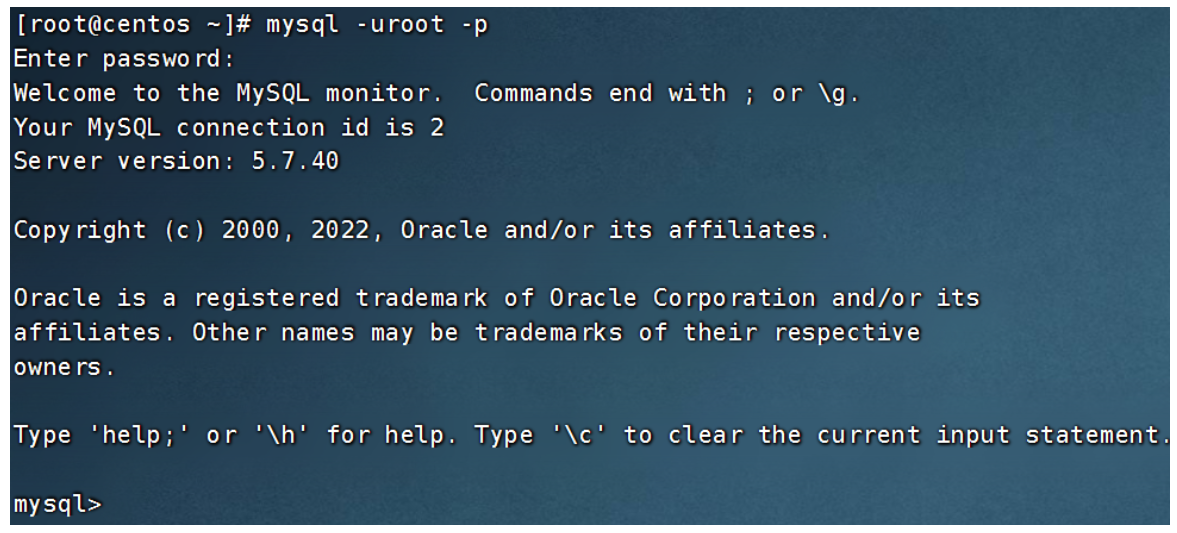 [root@centos ~]# mysql -uroot -p
Enter password:
Welcome to the MySQL monitor.  Commands end with ; or \g.
Your MySQL connection id is 2
Server version: 5.7.40
Copyright (c) 2000, 2022, Oracle and/or its affiliates.
Oracle is a registered trademark of Oracle Corporation and/or its
affiliates. Other names may be trademarks of their respective
owners.
Type 'help;' or '\h' for help. Type '\c' to clear the current input statement.
mysql>